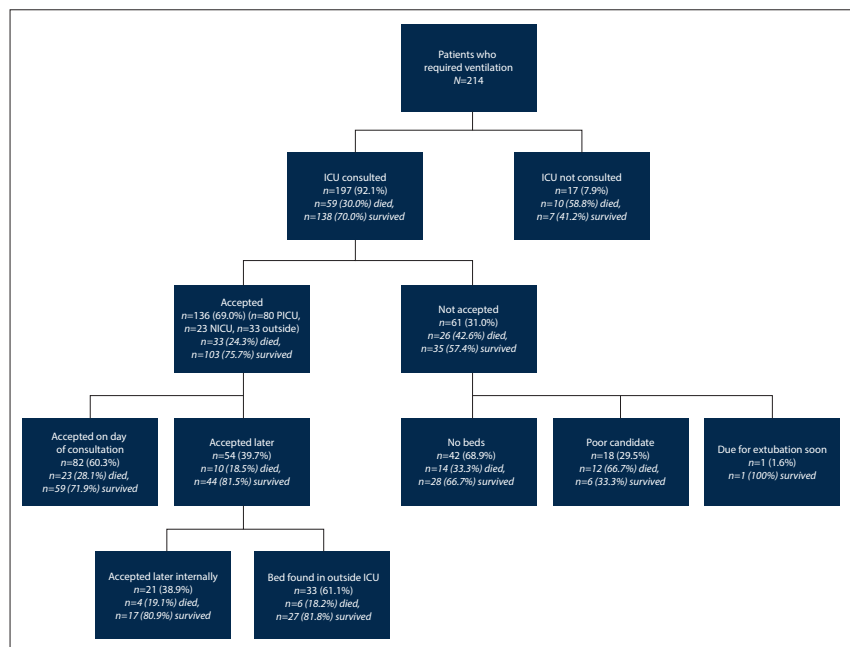 Patients who
required ventilation
N=214
ICU consulted
n=197 (92.1%)
n=59 (30.0%) died,
n=138 (70.0%) survived
ICU not consulted
n=17 (7.9%)
n=10 (58.8%) died,
n=7 (41.2%) survived
Accepted
n=136 (69.0%) (n=80 PICU,
n=23 NICU, n=33 outside)
n=33 (24.3%) died,
n=103 (75.7%) survived
Not accepted
n=61 (31.0%)
n=26 (42.6%) died,
n=35 (57.4%) survived
Accepted on day
of consultation
n=82 (60.3%)
n=23 (28.1%) died,
n=59 (71.9%) survived
Accepted later
n=54 (39.7%)
n=10 (18.5%) died,
n=44 (81.5%) survived
No beds
n=42 (68.9%)
n=14 (33.3%) died,
n=28 (66.7%) survived
Poor candidate
n=18 (29.5%)
n=12 (66.7%) died,
n=6 (33.3%) survived
Due for extubation soon
n=1 (1.6%)
n=1 (100%) survived
Accepted later internally
n=21 (38.9%)
n=4 (19.1%) died,
n=17 (80.9%) survived
Bed found in outside ICU
n=33 (61.1%)
n=6 (18.2%) died,
n=27 (81.8%) survived